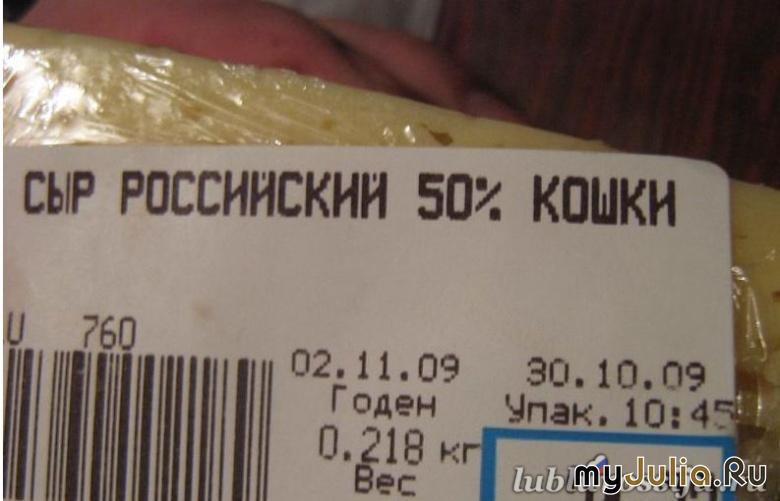 СЫР РОССИЙСКИЙ 50% КОШКИ
U 760
02.11.09 30.10.09
Годен Упак. 10:45
0.218 кг
Вес
myJulia.Ru